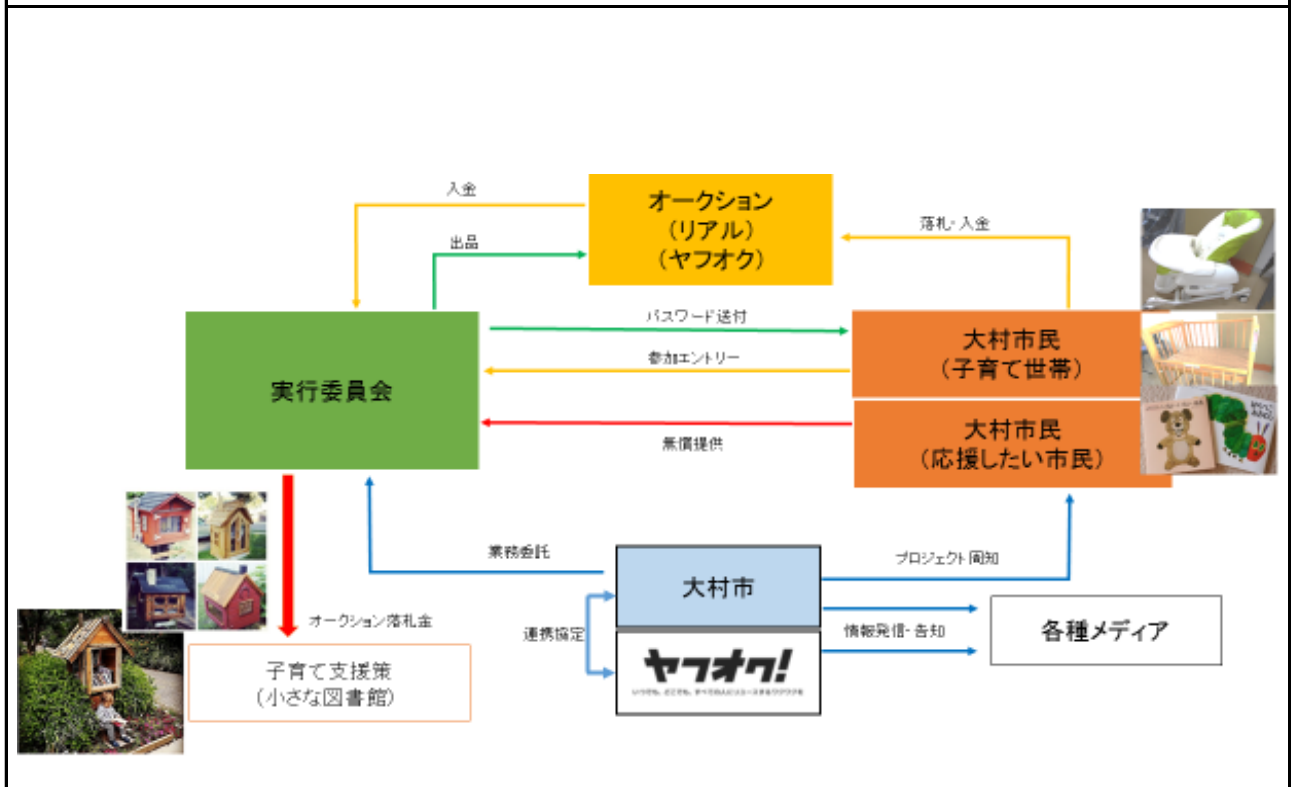 入金
オークション
(リアル)
(ヤフオク)
落札・入金
出品
パスワード送付
参加エントリー
実行委員会
大村市民
(子育て世帯)
無償提供
大村市民
(応援したい市民)
業務委託
大村市
プロジェクト周知
連携協定
情報発信・告知
各種メディア
ヤフオク!
オークション落札金
子育て支援策
(小さな図書館)